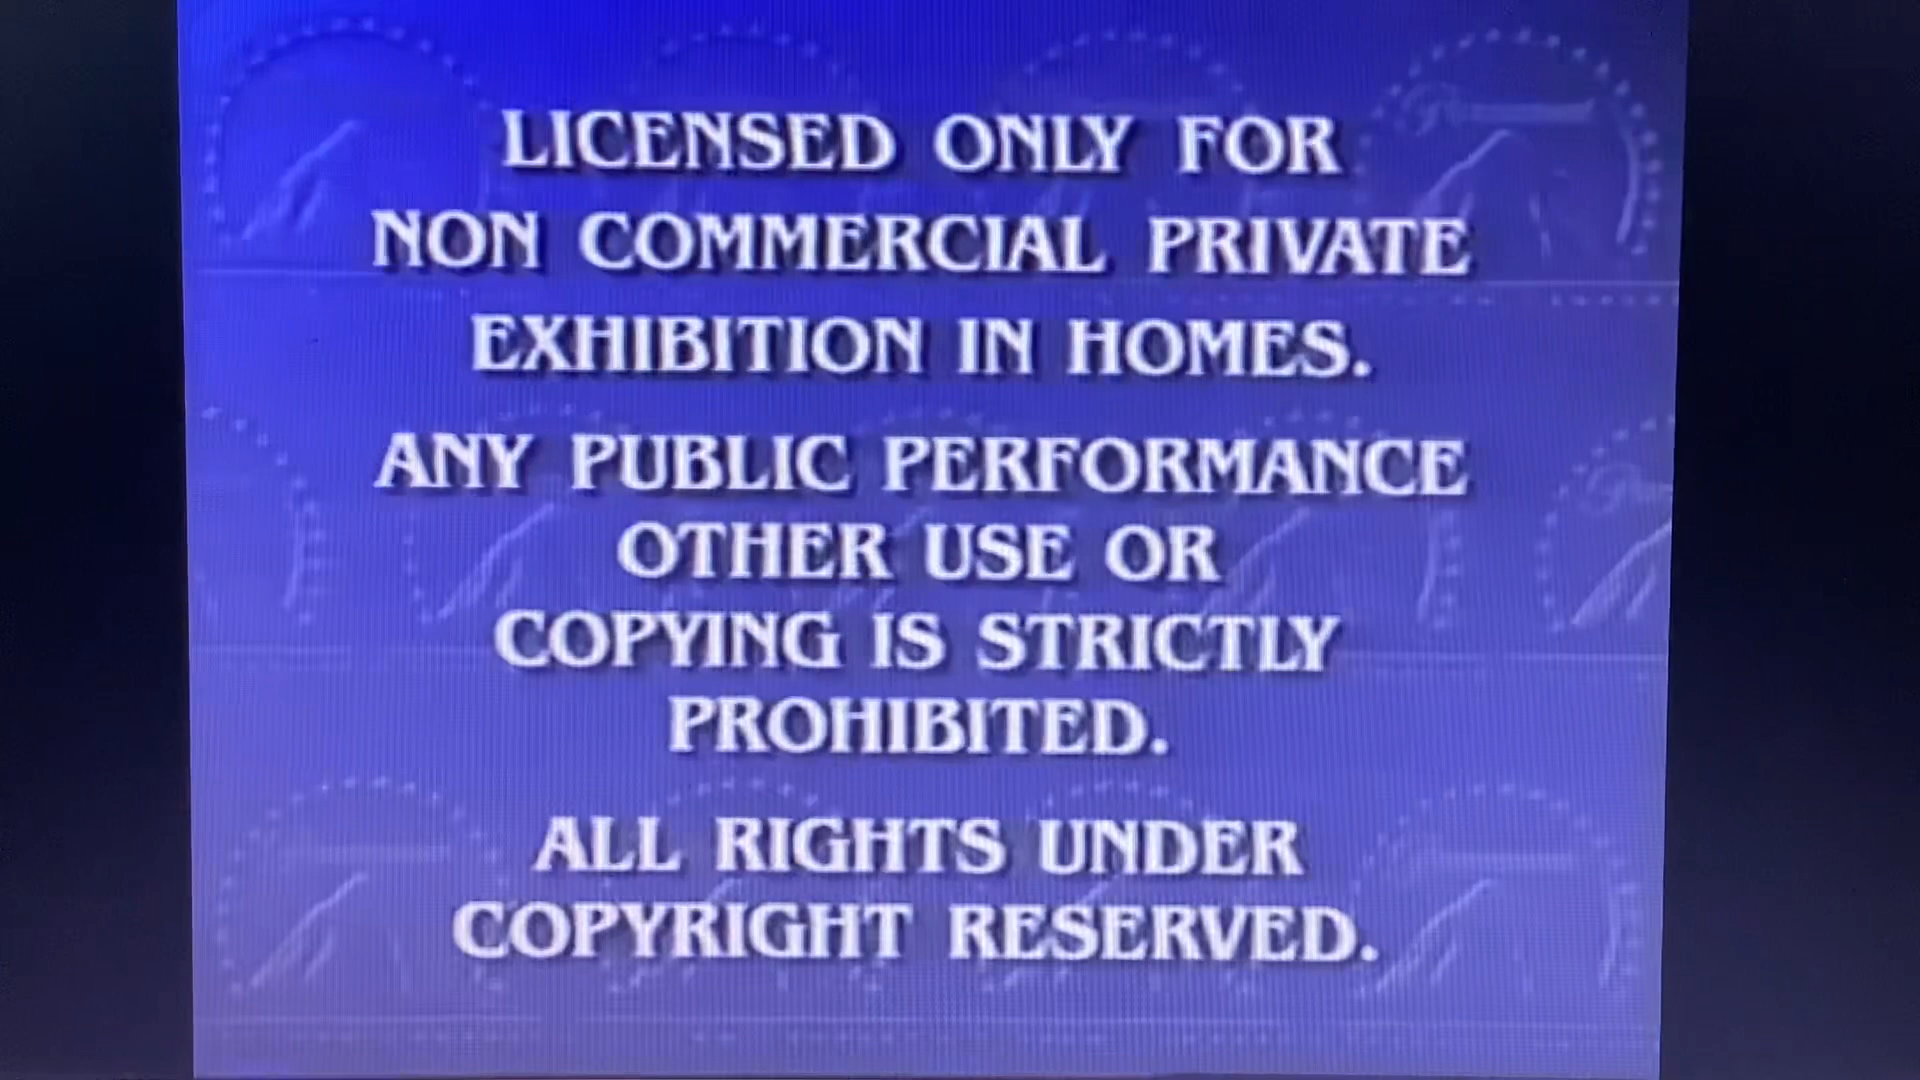 LICENSED ONLY FOR
NON COMMERCIAL PRIVATE
EXHIBITION IN HOMES.
ANY PUBLIC PERFORMANCE
OTHER USE OR
COPYING IS STRICTLY
PROHIBITED.
ALL RIGHTS UNDER
COPYRIGHT RESERVED.